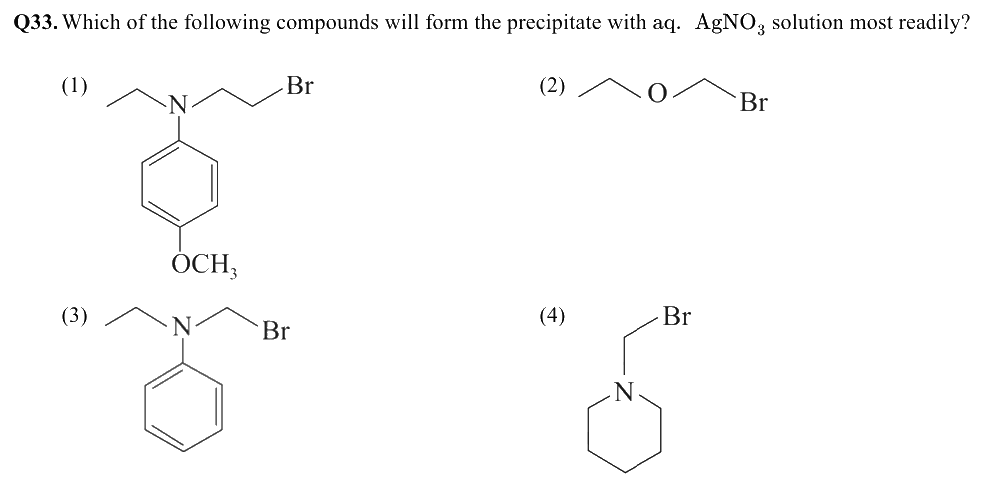 Q33. Which of the following compounds will form the precipitate with aq. AgNO₃ solution most readily?
(1) N Br
OCH₃
(2) O Br
(3) N Br
(4) Br
N